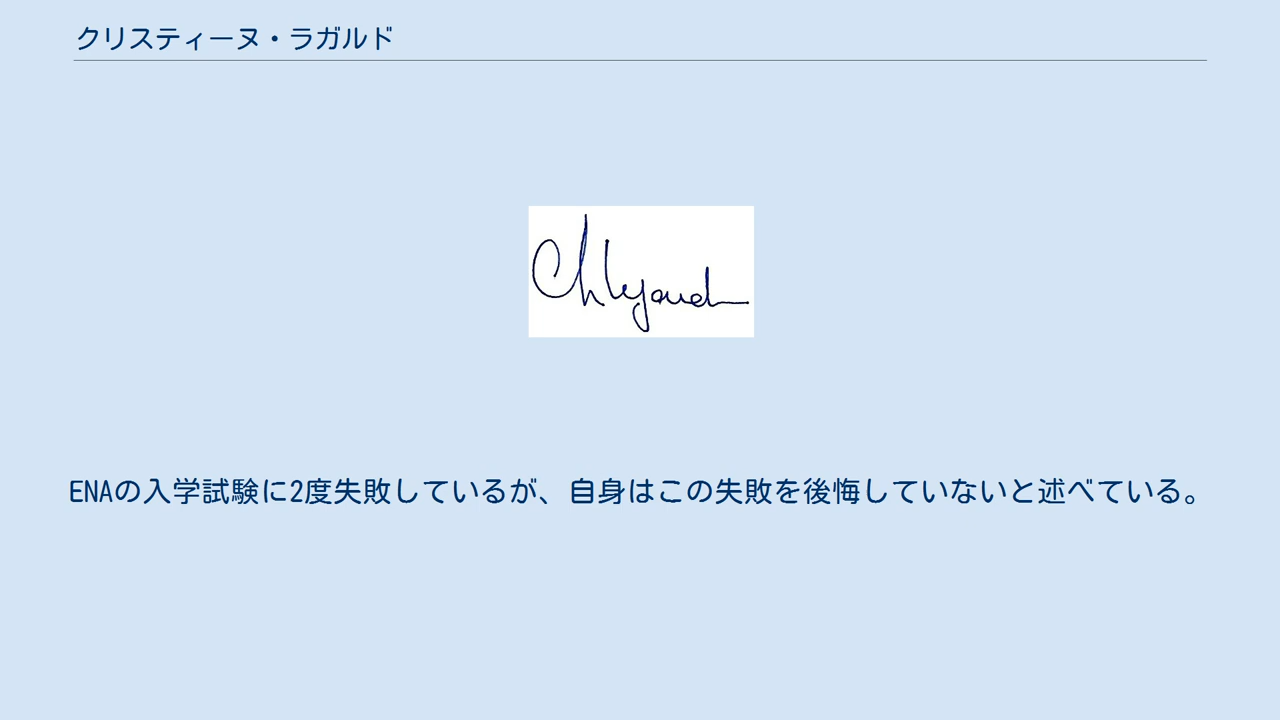 クリスティーヌ・ラガルド
ENAの入学試験に2度失敗しているが、自身はこの失敗を後悔していないと述べている。